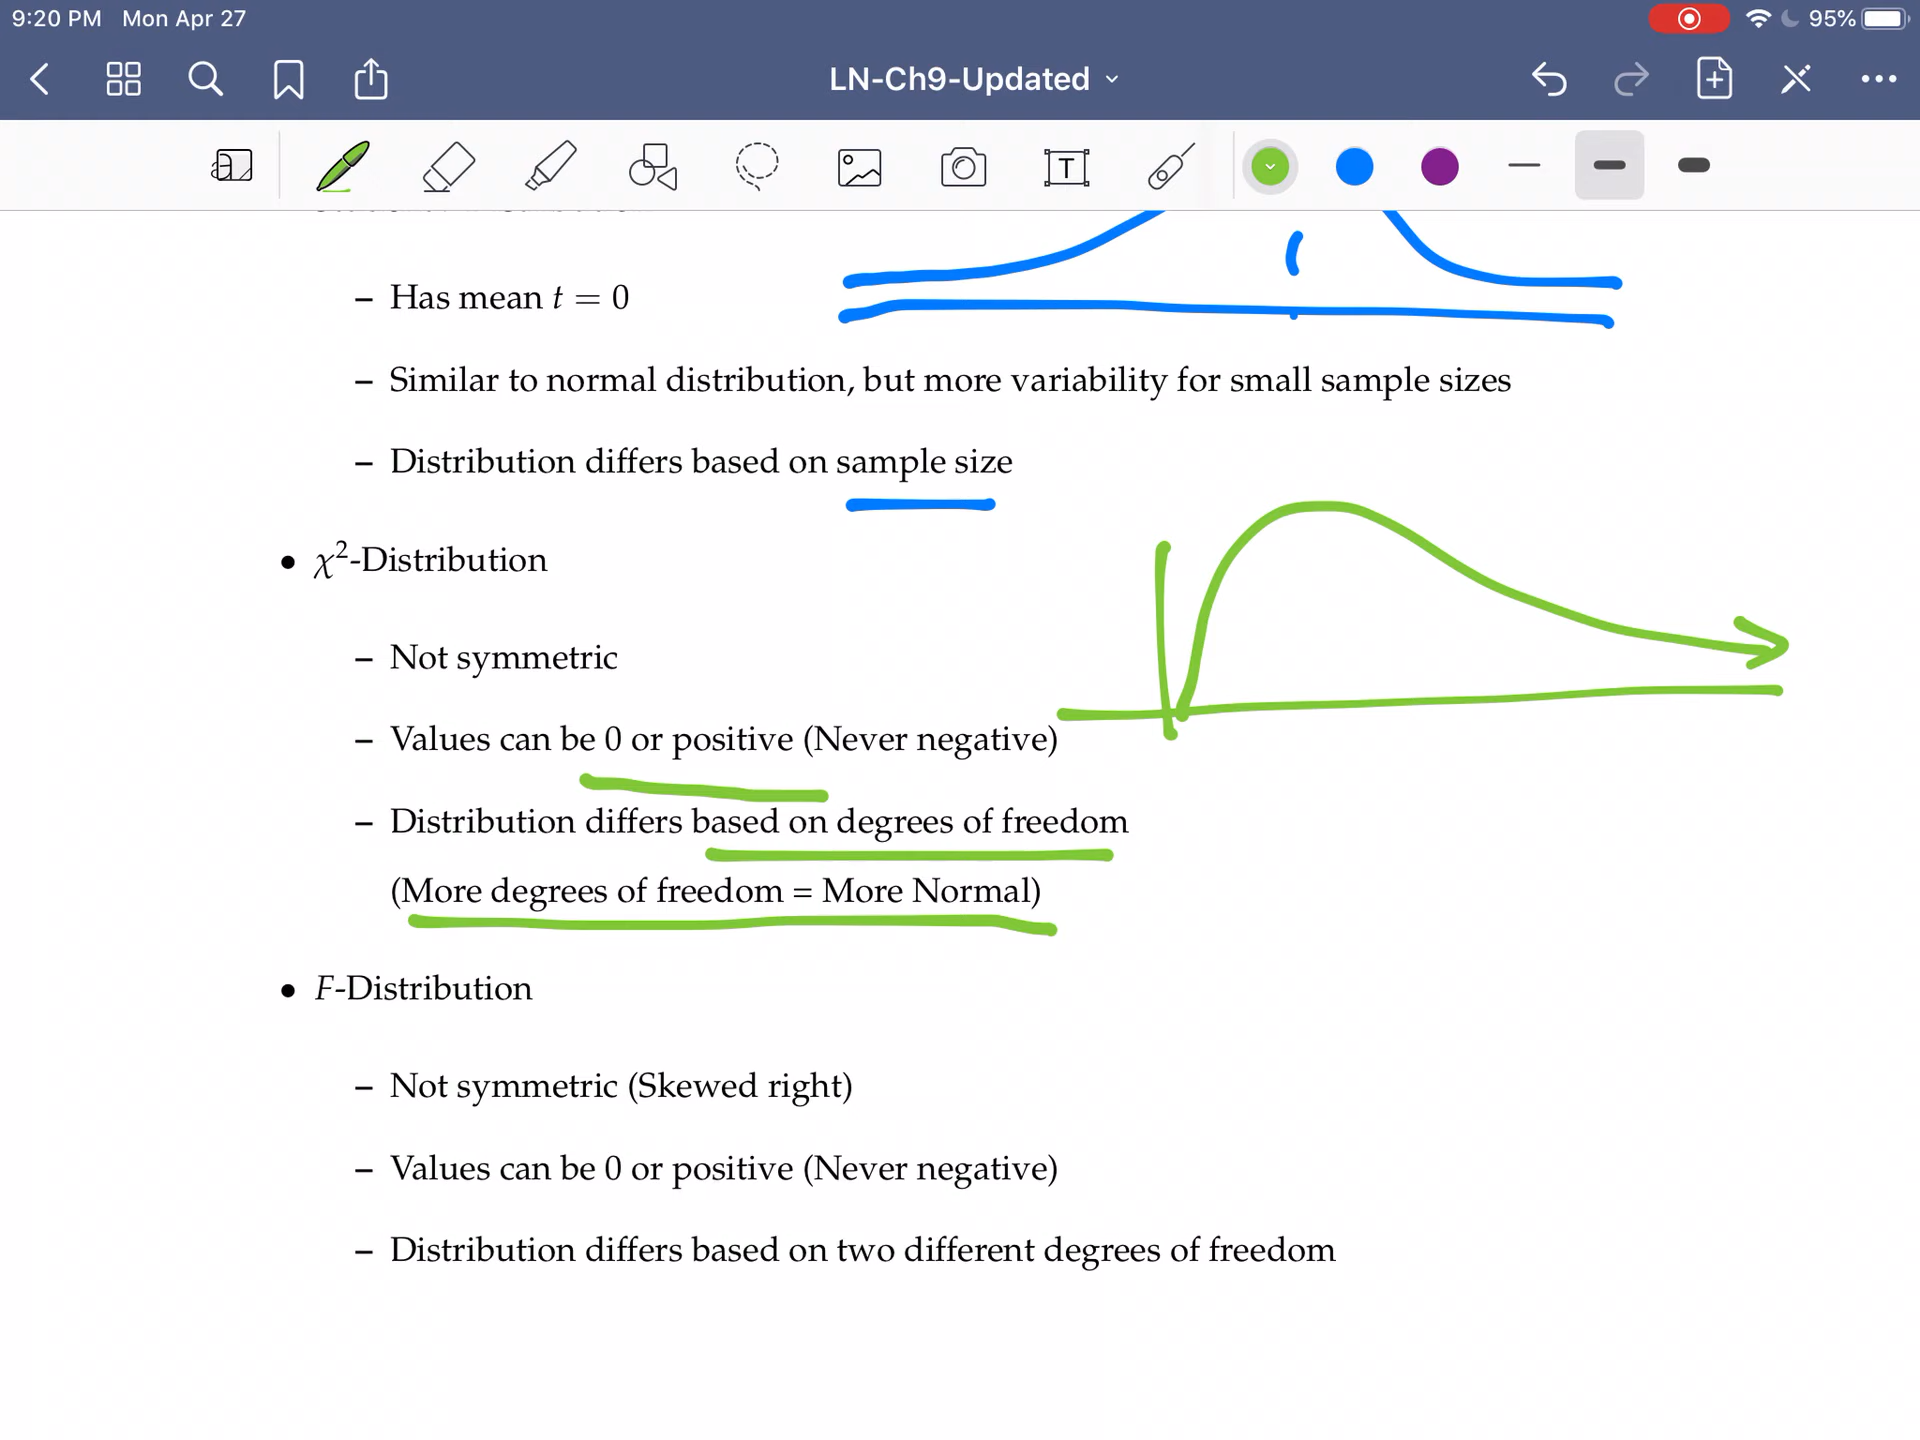 9:20 PM Mon Apr 27
95%
LN-Ch9-Updated
T
– Has mean t = 0
– Similar to normal distribution, but more variability for small sample sizes
– Distribution differs based on sample size
• χ²-Distribution
– Not symmetric
– Values can be 0 or positive (Never negative)
– Distribution differs based on degrees of freedom
(More degrees of freedom = More Normal)
• F-Distribution
– Not symmetric (Skewed right)
– Values can be 0 or positive (Never negative)
– Distribution differs based on two different degrees of freedom